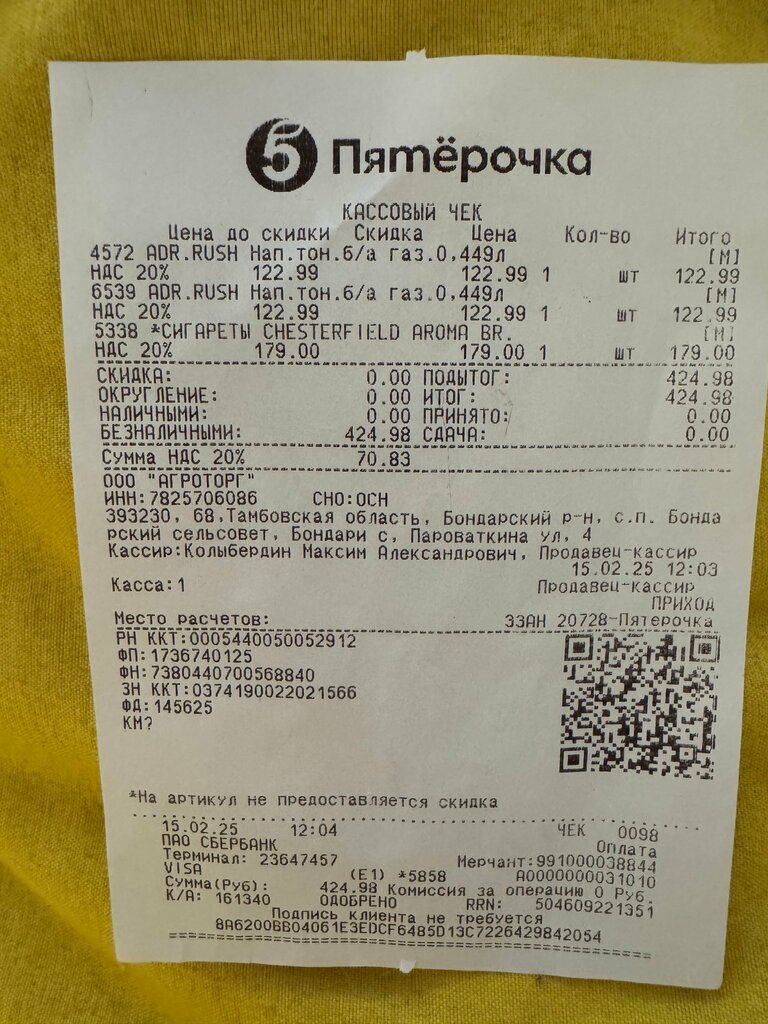 5 Пятёрочка
КАССОВЫЙ ЧЕК
Цена до скидки Скидка Цена Кол-во Итого
4572 ADR.RUSH Нап.тон.б/а газ.0,449л [М]
НДС 20% 122.99 122.99 1 шт 122.99
6539 ADR.RUSH Нап.тон.б/а газ.0,449л [М]
НДС 20% 122.99 122.99 1 шт 122.99
5338 *СИГАРЕТЫ CHESTERFIELD AROMA BR. [М]
НДС 20% 179.00 179.00 1 шт 179.00
СКИДКА: 0.00 ПОДЫТОГ: 424.98
ОКРУГЛЕНИЕ: 0.00 ИТОГ: 424.98
НАЛИЧНЫМИ: 0.00 ПРИНЯТО: 0.00
БЕЗНАЛИЧНЫМИ: 424.98 СДАЧА: 0.00
Сумма НДС 20% 70.83
ООО "АГРОТОРГ"
ИНН:7825706086 СНО:ОСН
393230, 68,Тамбовская область, Бондарский р-н, с.п. Бонда
рский сельсовет, Бондари с, Пароваткина ул, 4
Кассир:Колыбердин Максим Александрович, Продавец-кассир
15.02.25 12:03
Касса:1 Продавец-кассир
ПРИХОД
Место расчетов: ЗЗАН 20728-Пятерочка
РН ККТ:0005440050052912
ФП:1736740125
ФН:7380440700568840
ЗН ККТ:0374190022021566
ФД:145625
КМ?
*На артикул не предоставляется скидка
15.02.25 12:04 ЧЕК 0098
ПАО СБЕРБАНК Оплата
Терминал: 23647457 Мерчант:991000038844
VISA (E1) *5858 A0000000031010
Сумма(Руб): 424.98 Комиссия за операцию 0 Руб.
К/А: 161340 ОДОБРЕНО RRN: 504609221351
Подпись клиента не требуется
8A6200BB04061E3EDCF6485D13C7226429842054